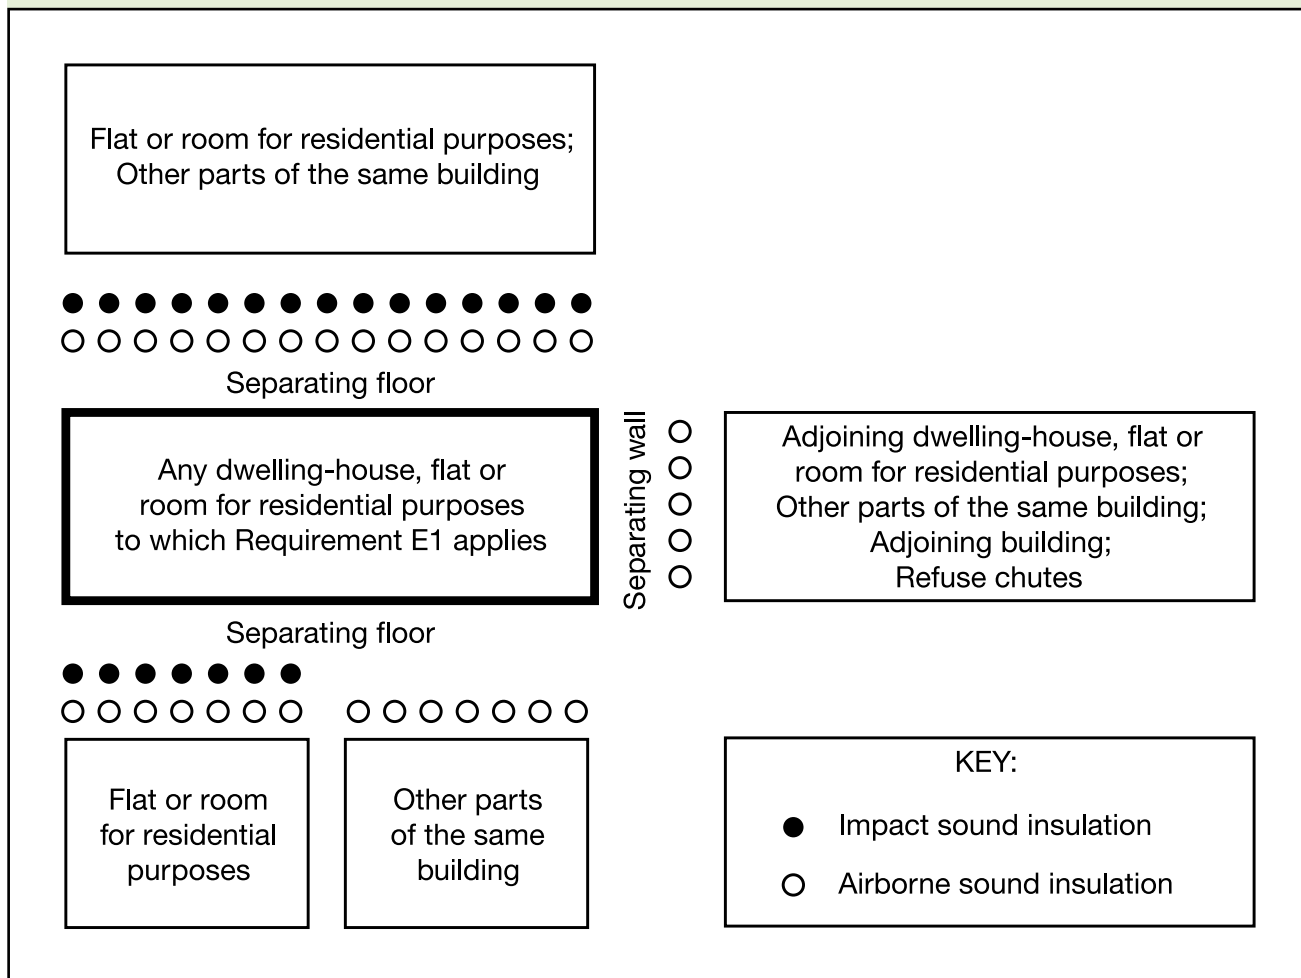 Flat or room for residential purposes;
Other parts of the same building
Separating floor
Any dwelling-house, flat or
room for residential purposes
to which Requirement E1 applies
Separating wall
Adjoining dwelling-house, flat or
room for residential purposes;
Other parts of the same building;
Adjoining building;
Refuse chutes
Separating floor
Flat or room
for residential
purposes
Other parts
of the same
building
KEY:
Impact sound insulation
Airborne sound insulation